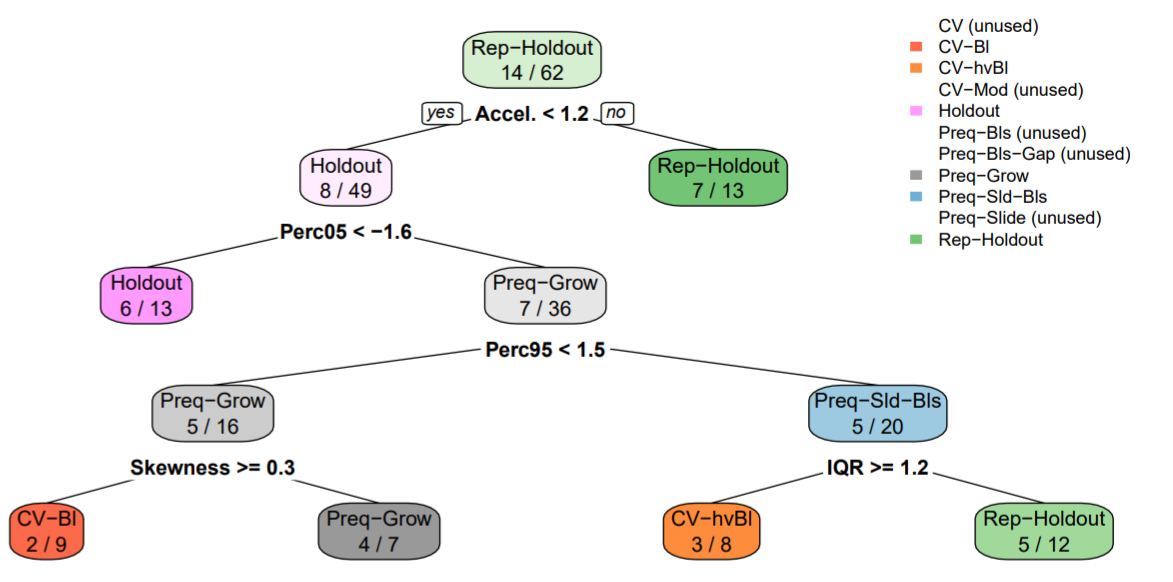 Rep−Holdout
14 / 62
yes
Accel. < 1.2
no
Holdout
8 / 49
Rep−Holdout
7 / 13
Perc05 < −1.6
Holdout
6 / 13
Preq−Grow
7 / 36
Perc95 < 1.5
Preq−Grow
5 / 16
Preq−Sld−Bls
5 / 20
Skewness >= 0.3
IQR >= 1.2
CV−Bl
2 / 9
Preq−Grow
4 / 7
CV−hvBl
3 / 8
Rep−Holdout
5 / 12
CV (unused)
CV−Bl
CV−hvBl
CV−Mod (unused)
Holdout
Preq−Bls (unused)
Preq−Bls−Gap (unused)
Preq−Grow
Preq−Sld−Bls
Preq−Slide (unused)
Rep−Holdout